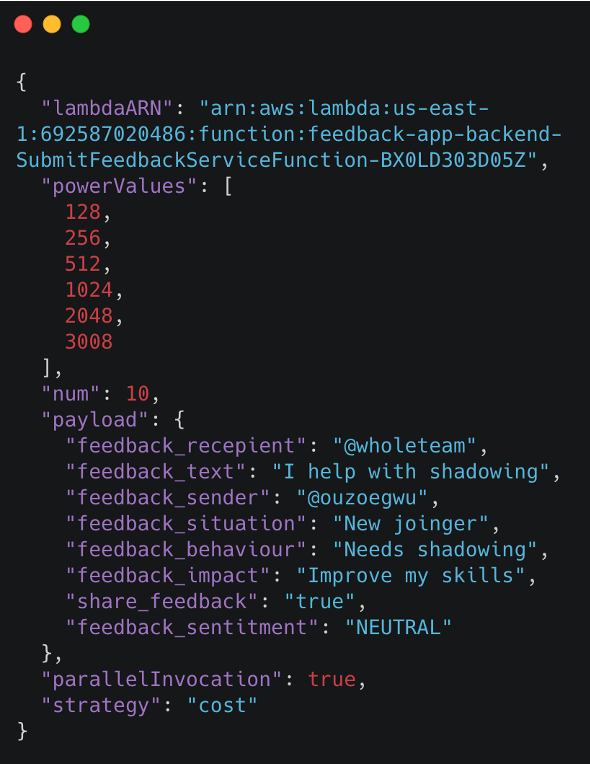 {
  "lambdaARN": "arn:aws:lambda:us-east-
1:692587020486:function:feedback-app-backend-
SubmitFeedbackServiceFunction-BX0LD303D05Z",
  "powerValues": [
    128,
    256,
    512,
    1024,
    2048,
    3008
  ],
  "num": 10,
  "payload": {
    "feedback_recepient": "@wholeteam",
    "feedback_text": "I help with shadowing",
    "feedback_sender": "@ouzoegwu",
    "feedback_situation": "New joinger",
    "feedback_behaviour": "Needs shadowing",
    "feedback_impact": "Improve my skills",
    "share_feedback": "true",
    "feedback_sentitment": "NEUTRAL"
  },
  "parallelInvocation": true,
  "strategy": "cost"
}